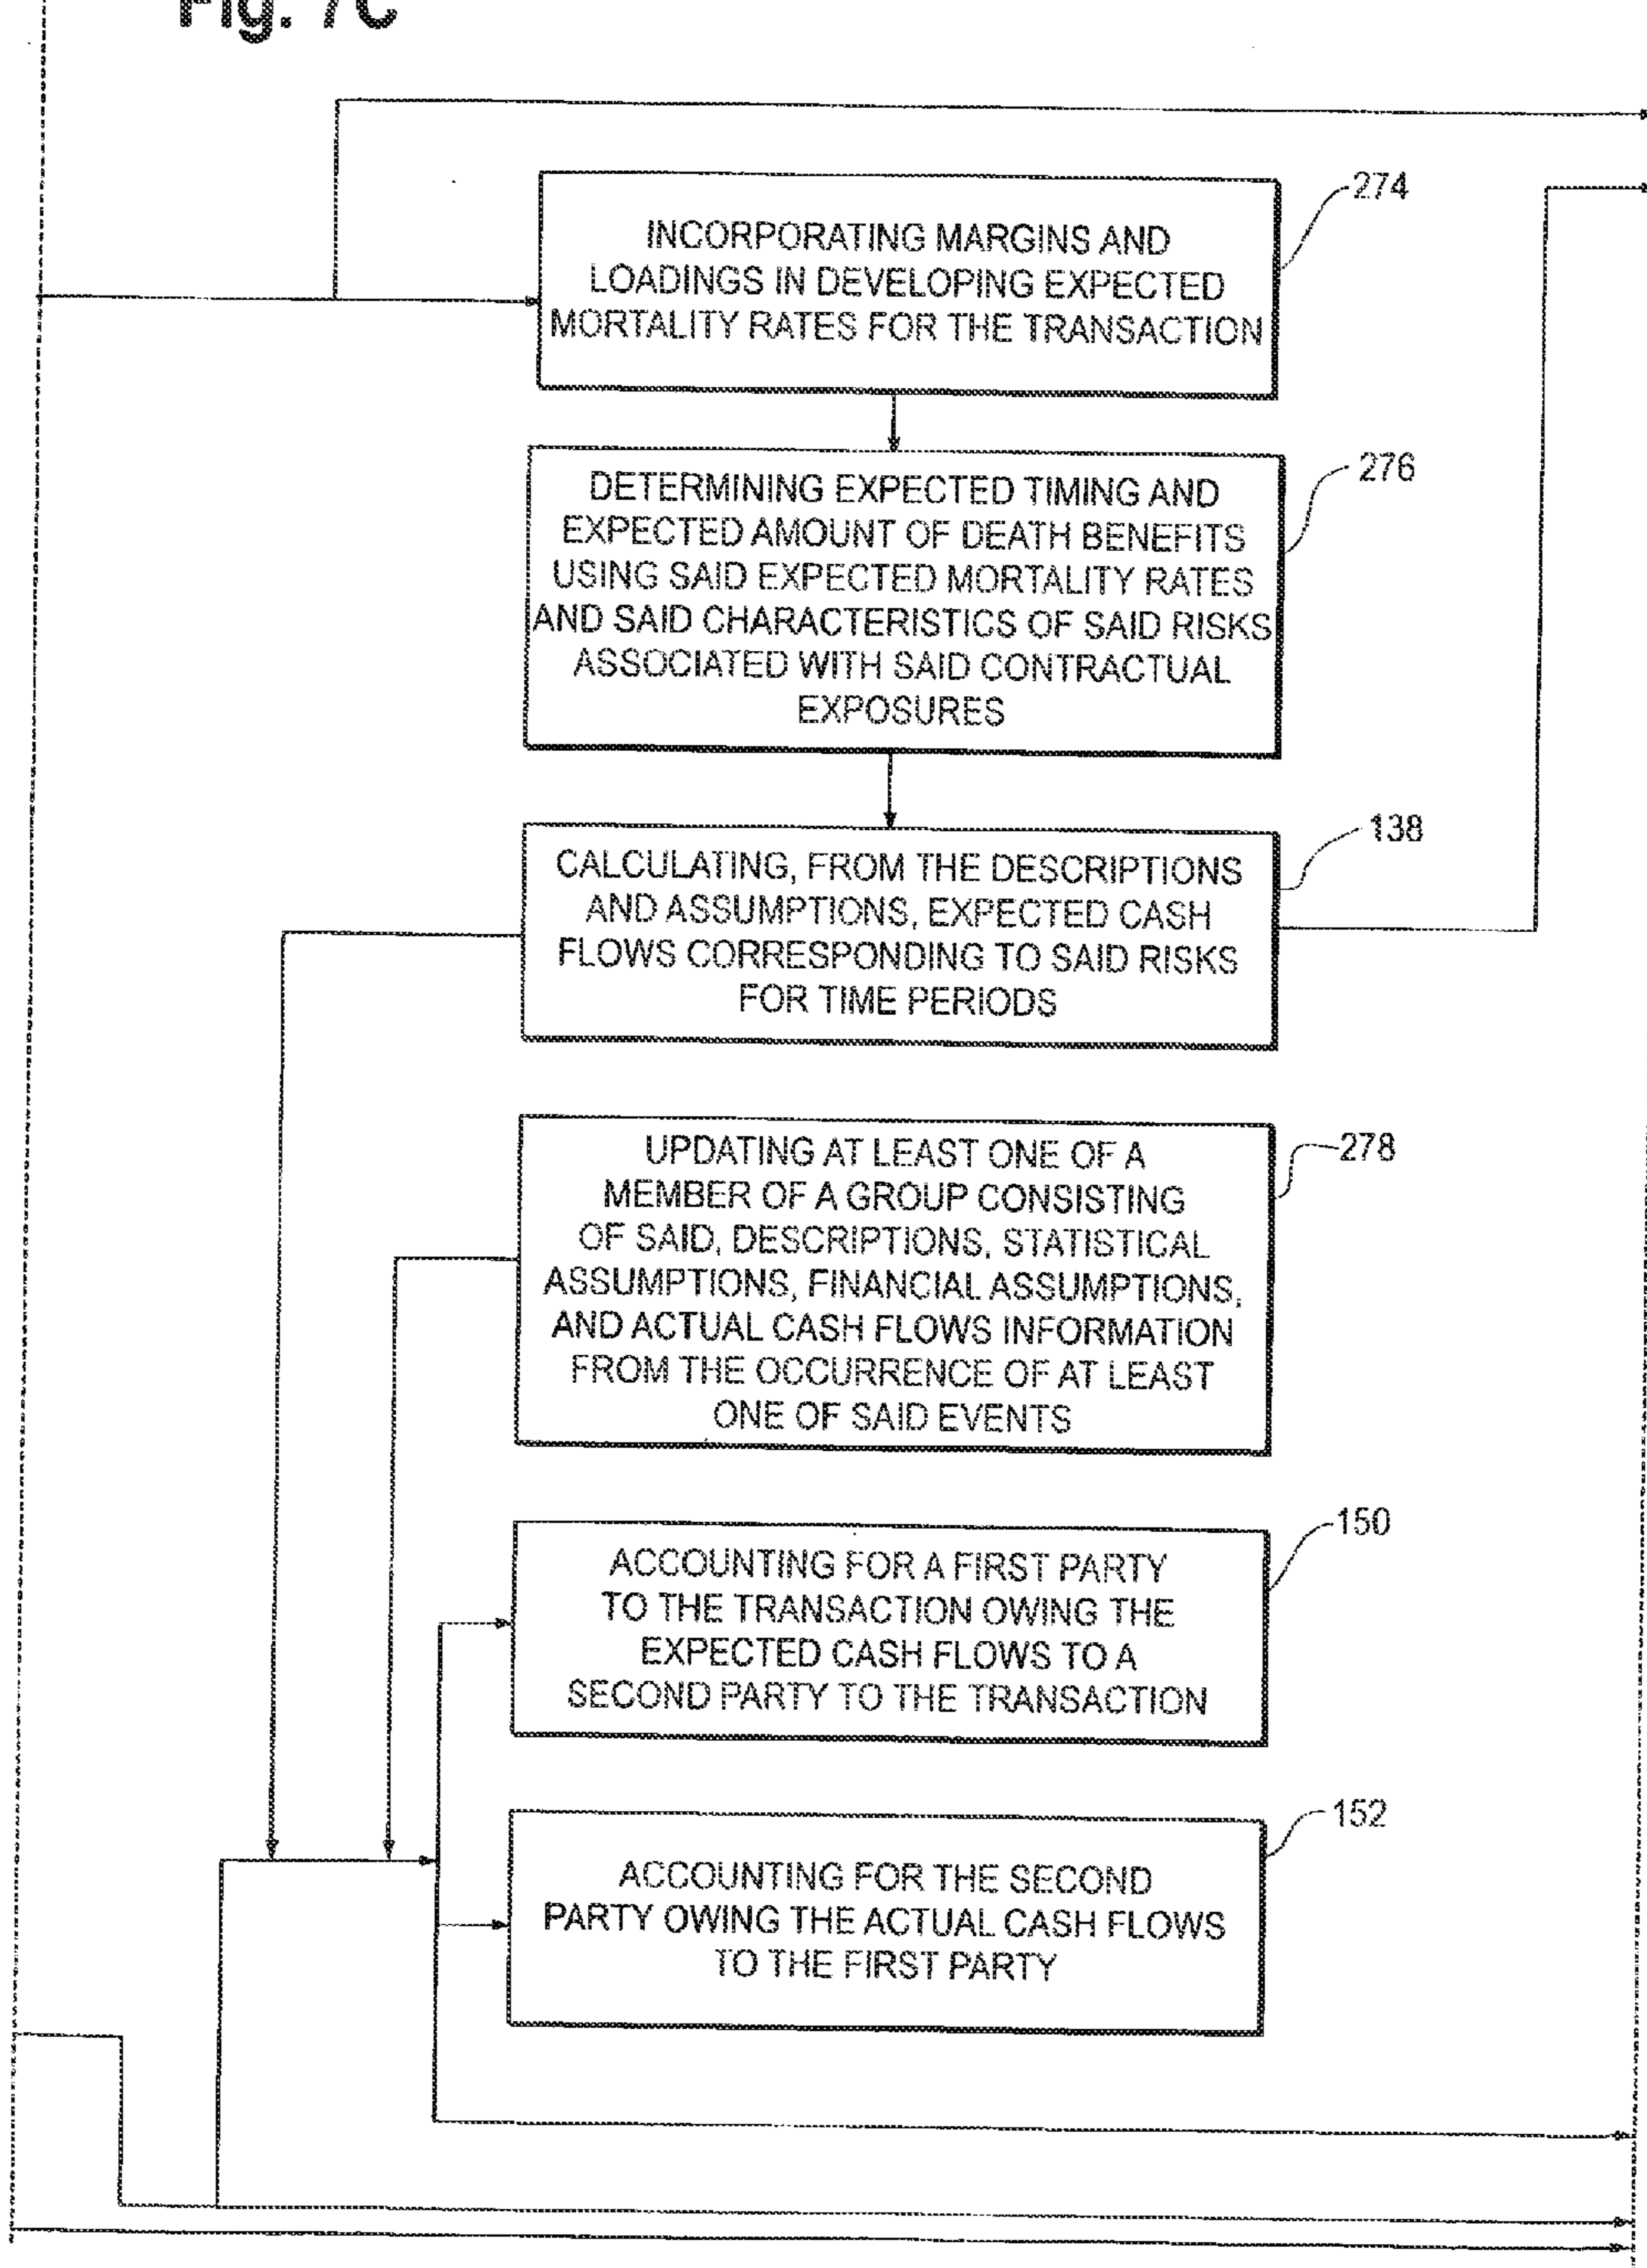 Fig. 7C
274
INCORPORATING MARGINS AND
LOADINGS IN DEVELOPING EXPECTED
MORTALITY RATES FOR THE TRANSACTION
276
DETERMINING EXPECTED TIMING AND
EXPECTED AMOUNT OF DEATH BENEFITS
USING SAID EXPECTED MORTALITY RATES
AND SAID CHARACTERISTICS OF SAID RISKS
ASSOCIATED WITH SAID CONTRACTUAL
EXPOSURES
138
CALCULATING, FROM THE DESCRIPTIONS
AND ASSUMPTIONS, EXPECTED CASH
FLOWS CORRESPONDING TO SAID RISKS
FOR TIME PERIODS
278
UPDATING AT LEAST ONE OF A
MEMBER OF A GROUP CONSISTING
OF SAID, DESCRIPTIONS, STATISTICAL
ASSUMPTIONS, FINANCIAL ASSUMPTIONS,
AND ACTUAL CASH FLOWS INFORMATION
FROM THE OCCURRENCE OF AT LEAST
ONE OF SAID EVENTS
150
ACCOUNTING FOR A FIRST PARTY
TO THE TRANSACTION OWING THE
EXPECTED CASH FLOWS TO A
SECOND PARTY TO THE TRANSACTION
152
ACCOUNTING FOR THE SECOND
PARTY OWING THE ACTUAL CASH FLOWS
TO THE FIRST PARTY